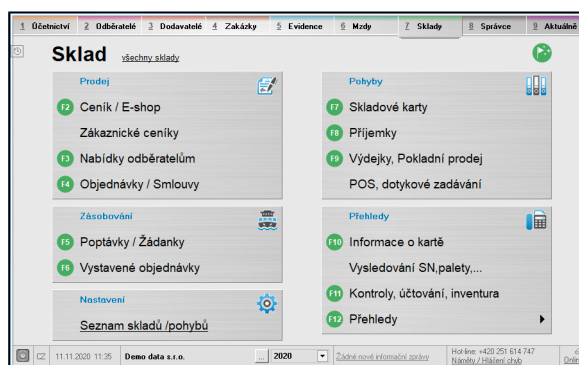 1 Účetnictví 2 Odběratelé 3 Dodavatelé 4 Zakázky 5 Evidence 6 Mzdy 7 Sklady 8 Správce 9 Aktuálně
Sklad všechny sklady
Prodej
F2 Ceník / E-shop
Zákaznické ceníky
F3 Nabídky odběratelům
F4 Objednávky / Smlouvy
Zásobování
F5 Poptávky / Žádanky
F6 Vystavené objednávky
Nastavení
Seznam skladů /pohybů
Pohyby
F7 Skladové karty
F8 Příjemky
F9 Výdejky, Pokladní prodej
POS, dotykové zadávání
Přehledy
F10 Informace o kartě
Vysledování SN,palety,...
F11 Kontroly, účtování, inventura
F12 Přehledy
CZ 11.11.2020 11:35 Demo data s.r.o. ... 2020 Žádné nové informační zprávy Hot-line: +420 251 614 747
Náměty / Hlášení chyb Onlin